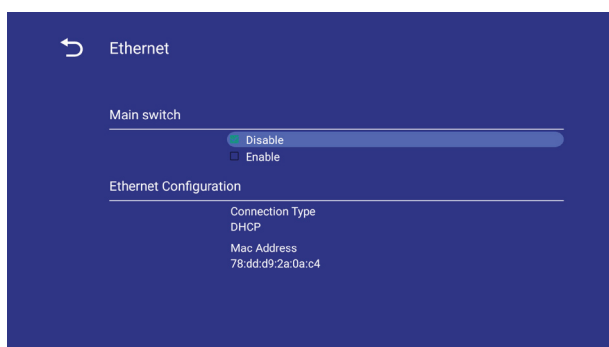 Ethernet
Main switch
Disable
Enable
Ethernet Configuration
Connection Type
DHCP
Mac Address
78:dd:d9:2a:0a:c4